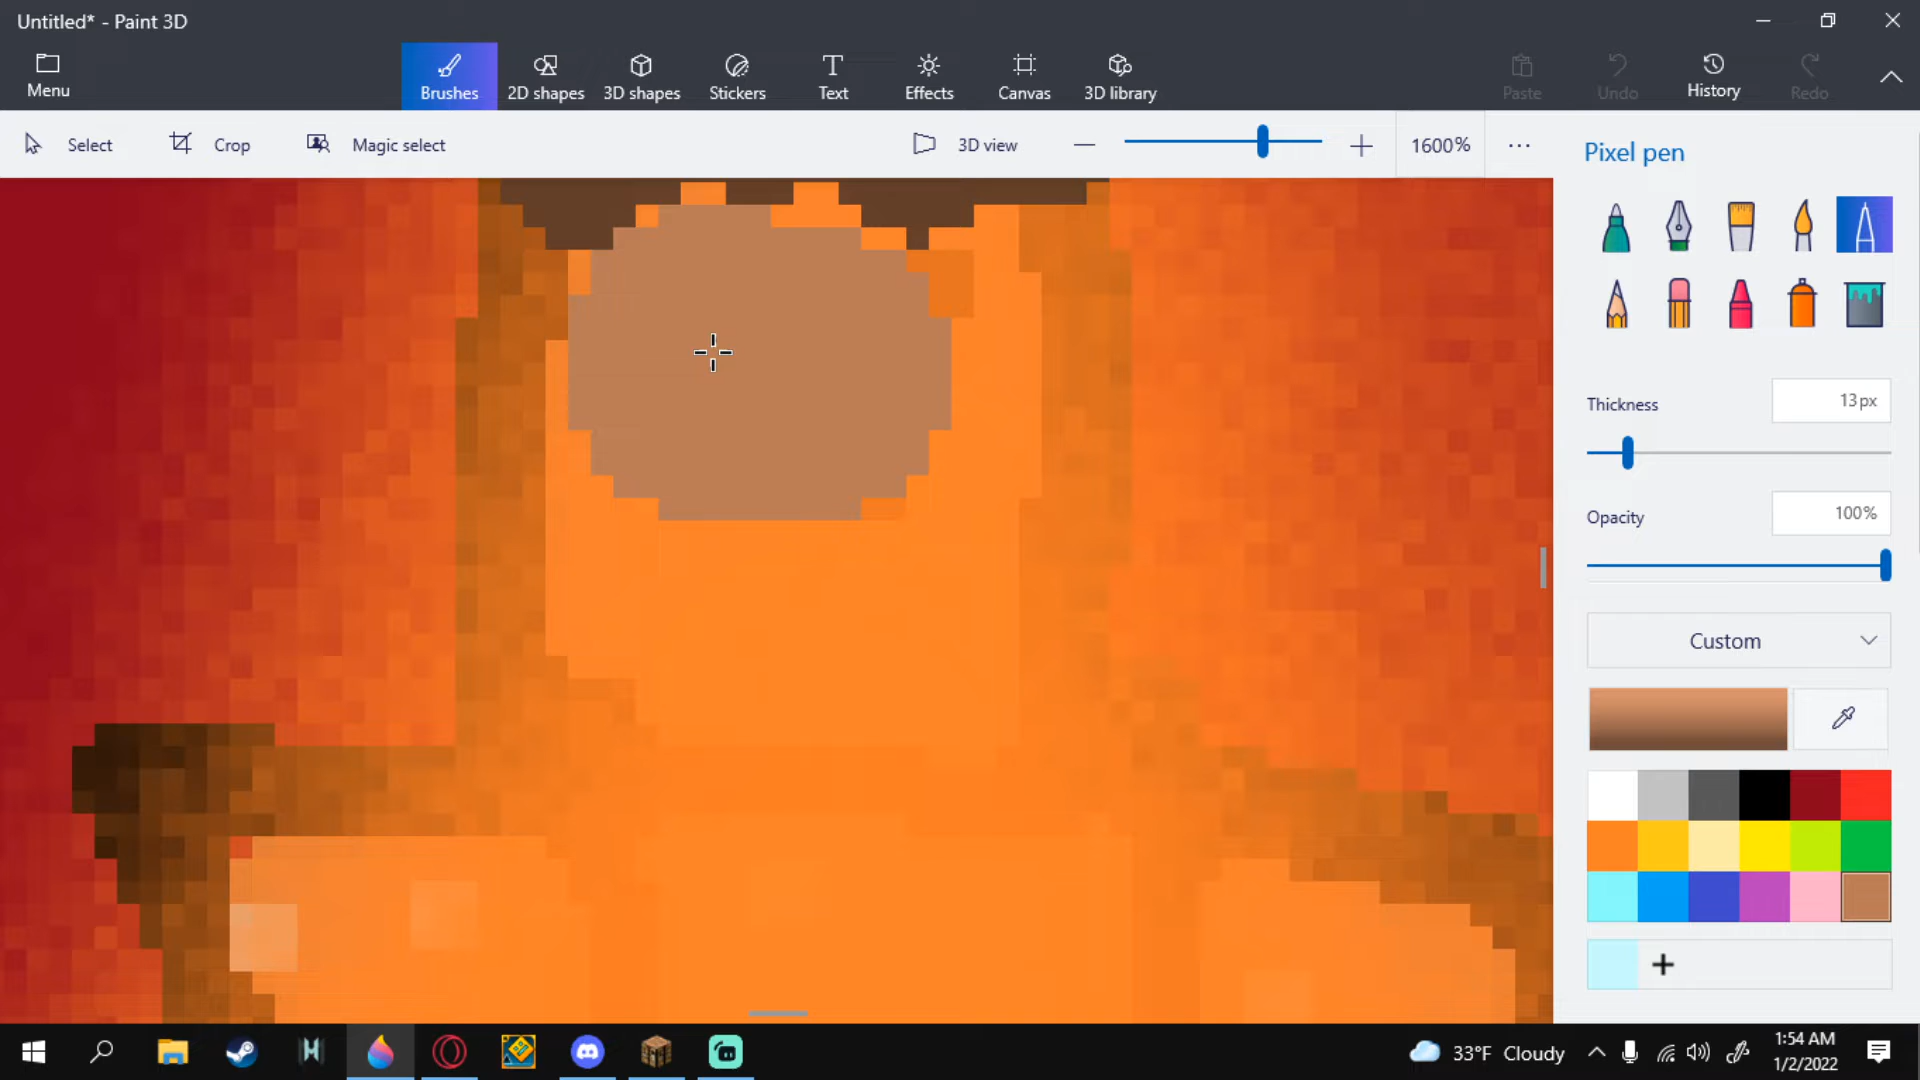 Untitled* - Paint 3D
Menu
Brushes
2D shapes
3D shapes
Stickers
Text
Effects
Canvas
3D library
Paste
Undo
History
Redo
Select
Crop
Magic select
3D view
1600%
Pixel pen
Thickness
13px
Opacity
100%
Custom
33°F Cloudy
1:54 AM
1/2/2022